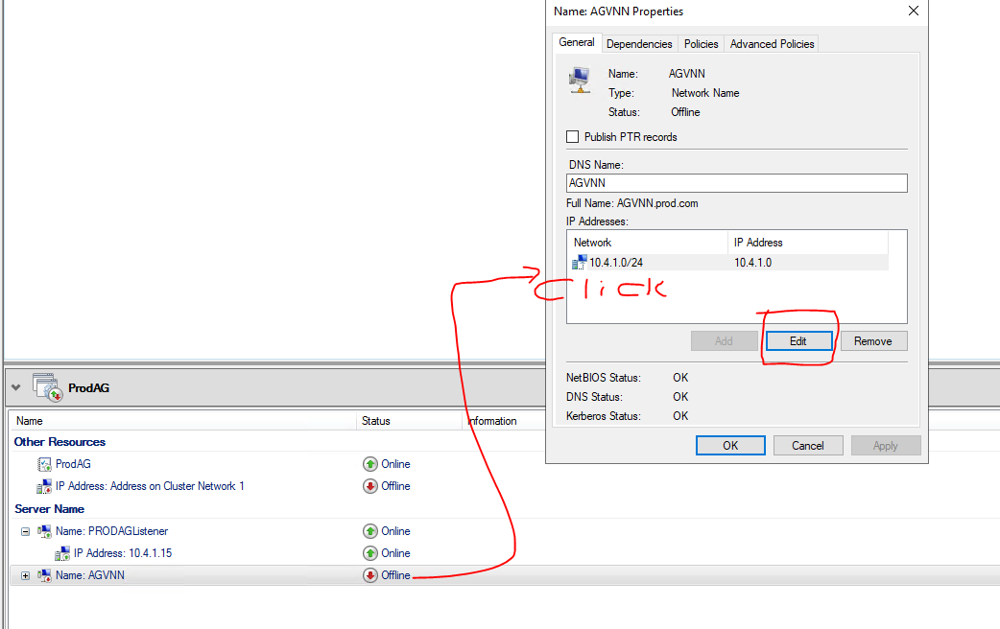 Name: AGVNN Properties
General Dependencies Policies Advanced Policies
Name: AGVNN
Type: Network Name
Status: Offline
Publish PTR records
DNS Name:
AGVNN
Full Name: AGVNN.prod.com
IP Addresses:
Network IP Address
10.4.1.0/24 10.4.1.0
Click
Add Edit Remove
NetBIOS Status: OK
DNS Status: OK
Kerberos Status: OK
OK Cancel Apply
ProdAG
Name Status Information
Other Resources
ProdAG Online
IP Address: Address on Cluster Network 1 Offline
Server Name
Name: PRODAGListener Online
IP Address: 10.4.1.15 Online
Name: AGVNN Offline